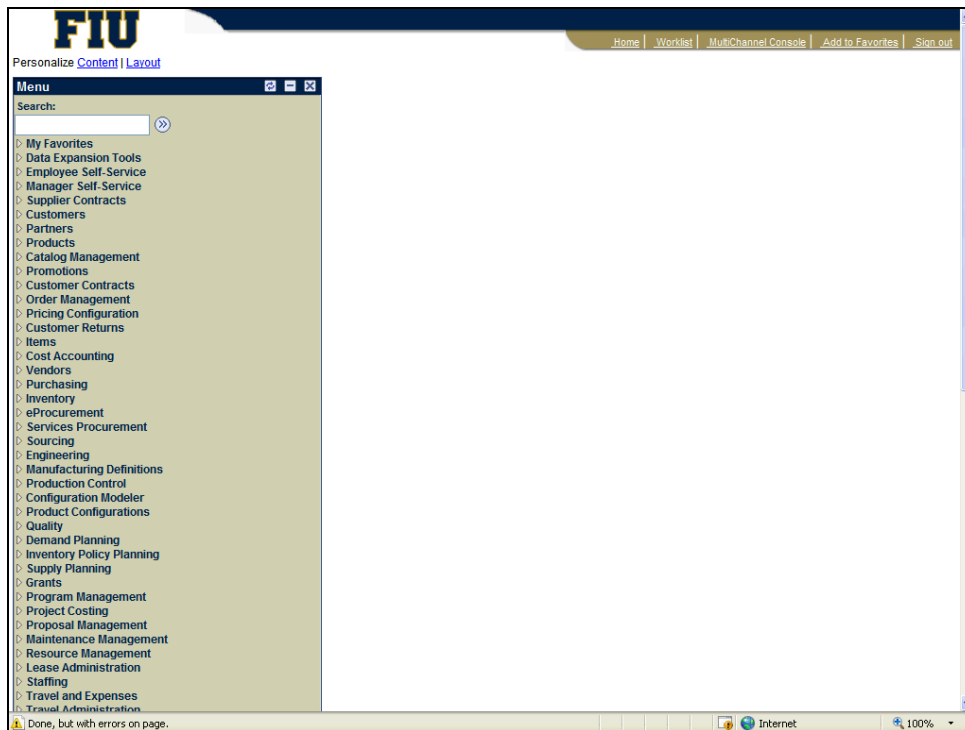 FIU
Home | Worklist | MultiChannel Console | Add to Favorites | Sign out
Personalize Content | Layout
Menu
Search:
My Favorites
Data Expansion Tools
Employee Self-Service
Manager Self-Service
Supplier Contracts
Customers
Partners
Products
Catalog Management
Promotions
Customer Contracts
Order Management
Pricing Configuration
Customer Returns
Items
Cost Accounting
Vendors
Purchasing
Inventory
eProcurement
Services Procurement
Sourcing
Engineering
Manufacturing Definitions
Production Control
Configuration Modeler
Product Configurations
Quality
Demand Planning
Inventory Policy Planning
Supply Planning
Grants
Program Management
Project Costing
Proposal Management
Maintenance Management
Resource Management
Lease Administration
Staffing
Travel and Expenses
Travel Administration
Done, but with errors on page. Internet 100%